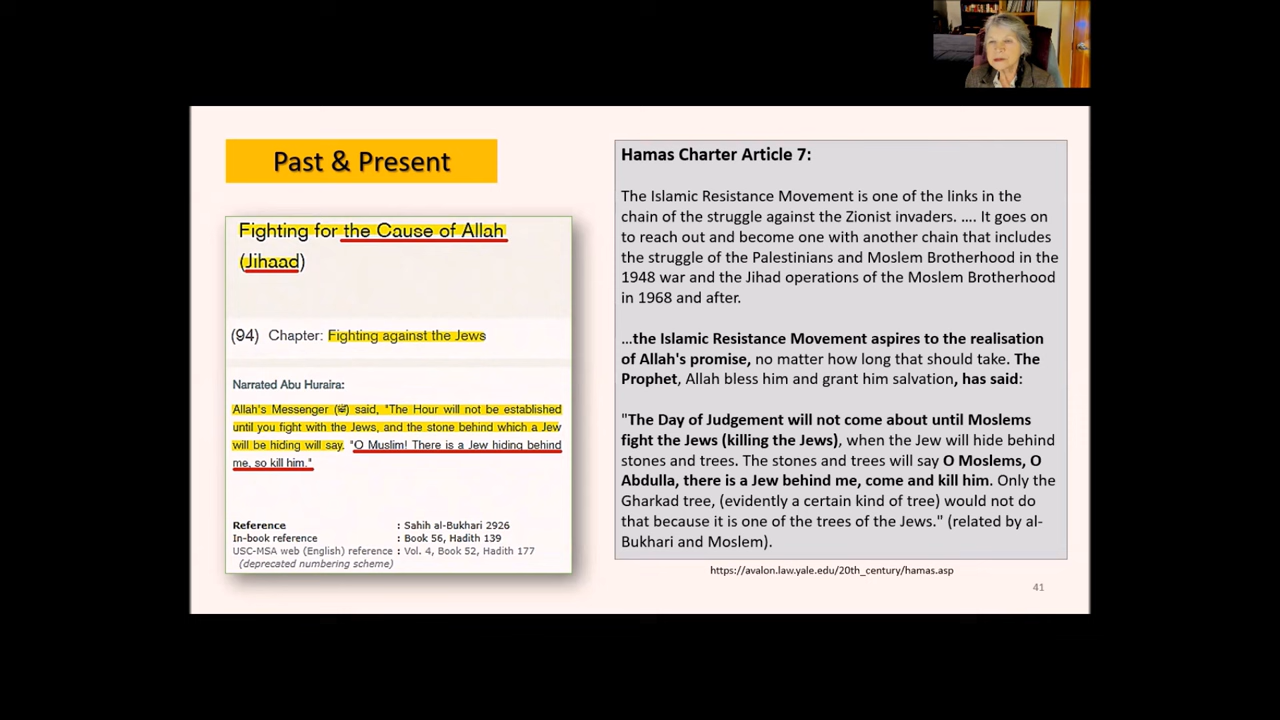 Past & Present
Fighting for the Cause of Allah
(Jihaad)
(94) Chapter: Fighting against the Jews
Narrated Abu Huraira:
Allah's Messenger (ﷺ) said, "The Hour will not be established
until you fight with the Jews, and the stone behind which a Jew
will be hiding will say. "O Muslim! There is a Jew hiding behind
me, so kill him."
Reference : Sahih al-Bukhari 2926
In-book reference : Book 56, Hadith 139
USC-MSA web (English) reference : Vol. 4, Book 52, Hadith 177
(deprecated numbering scheme)
Hamas Charter Article 7:
The Islamic Resistance Movement is one of the links in the
chain of the struggle against the Zionist invaders. .... It goes on
to reach out and become one with another chain that includes
the struggle of the Palestinians and Moslem Brotherhood in the
1948 war and the Jihad operations of the Moslem Brotherhood
in 1968 and after.
...the Islamic Resistance Movement aspires to the realisation
of Allah's promise, no matter how long that should take. The
Prophet, Allah bless him and grant him salvation, has said:
"The Day of Judgement will not come about until Moslems
fight the Jews (killing the Jews), when the Jew will hide behind
stones and trees. The stones and trees will say O Moslems, O
Abdulla, there is a Jew behind me, come and kill him. Only the
Gharkad tree, (evidently a certain kind of tree) would not do
that because it is one of the trees of the Jews." (related by al-
Bukhari and Moslem).
https://avalon.law.yale.edu/20th_century/hamas.asp
41